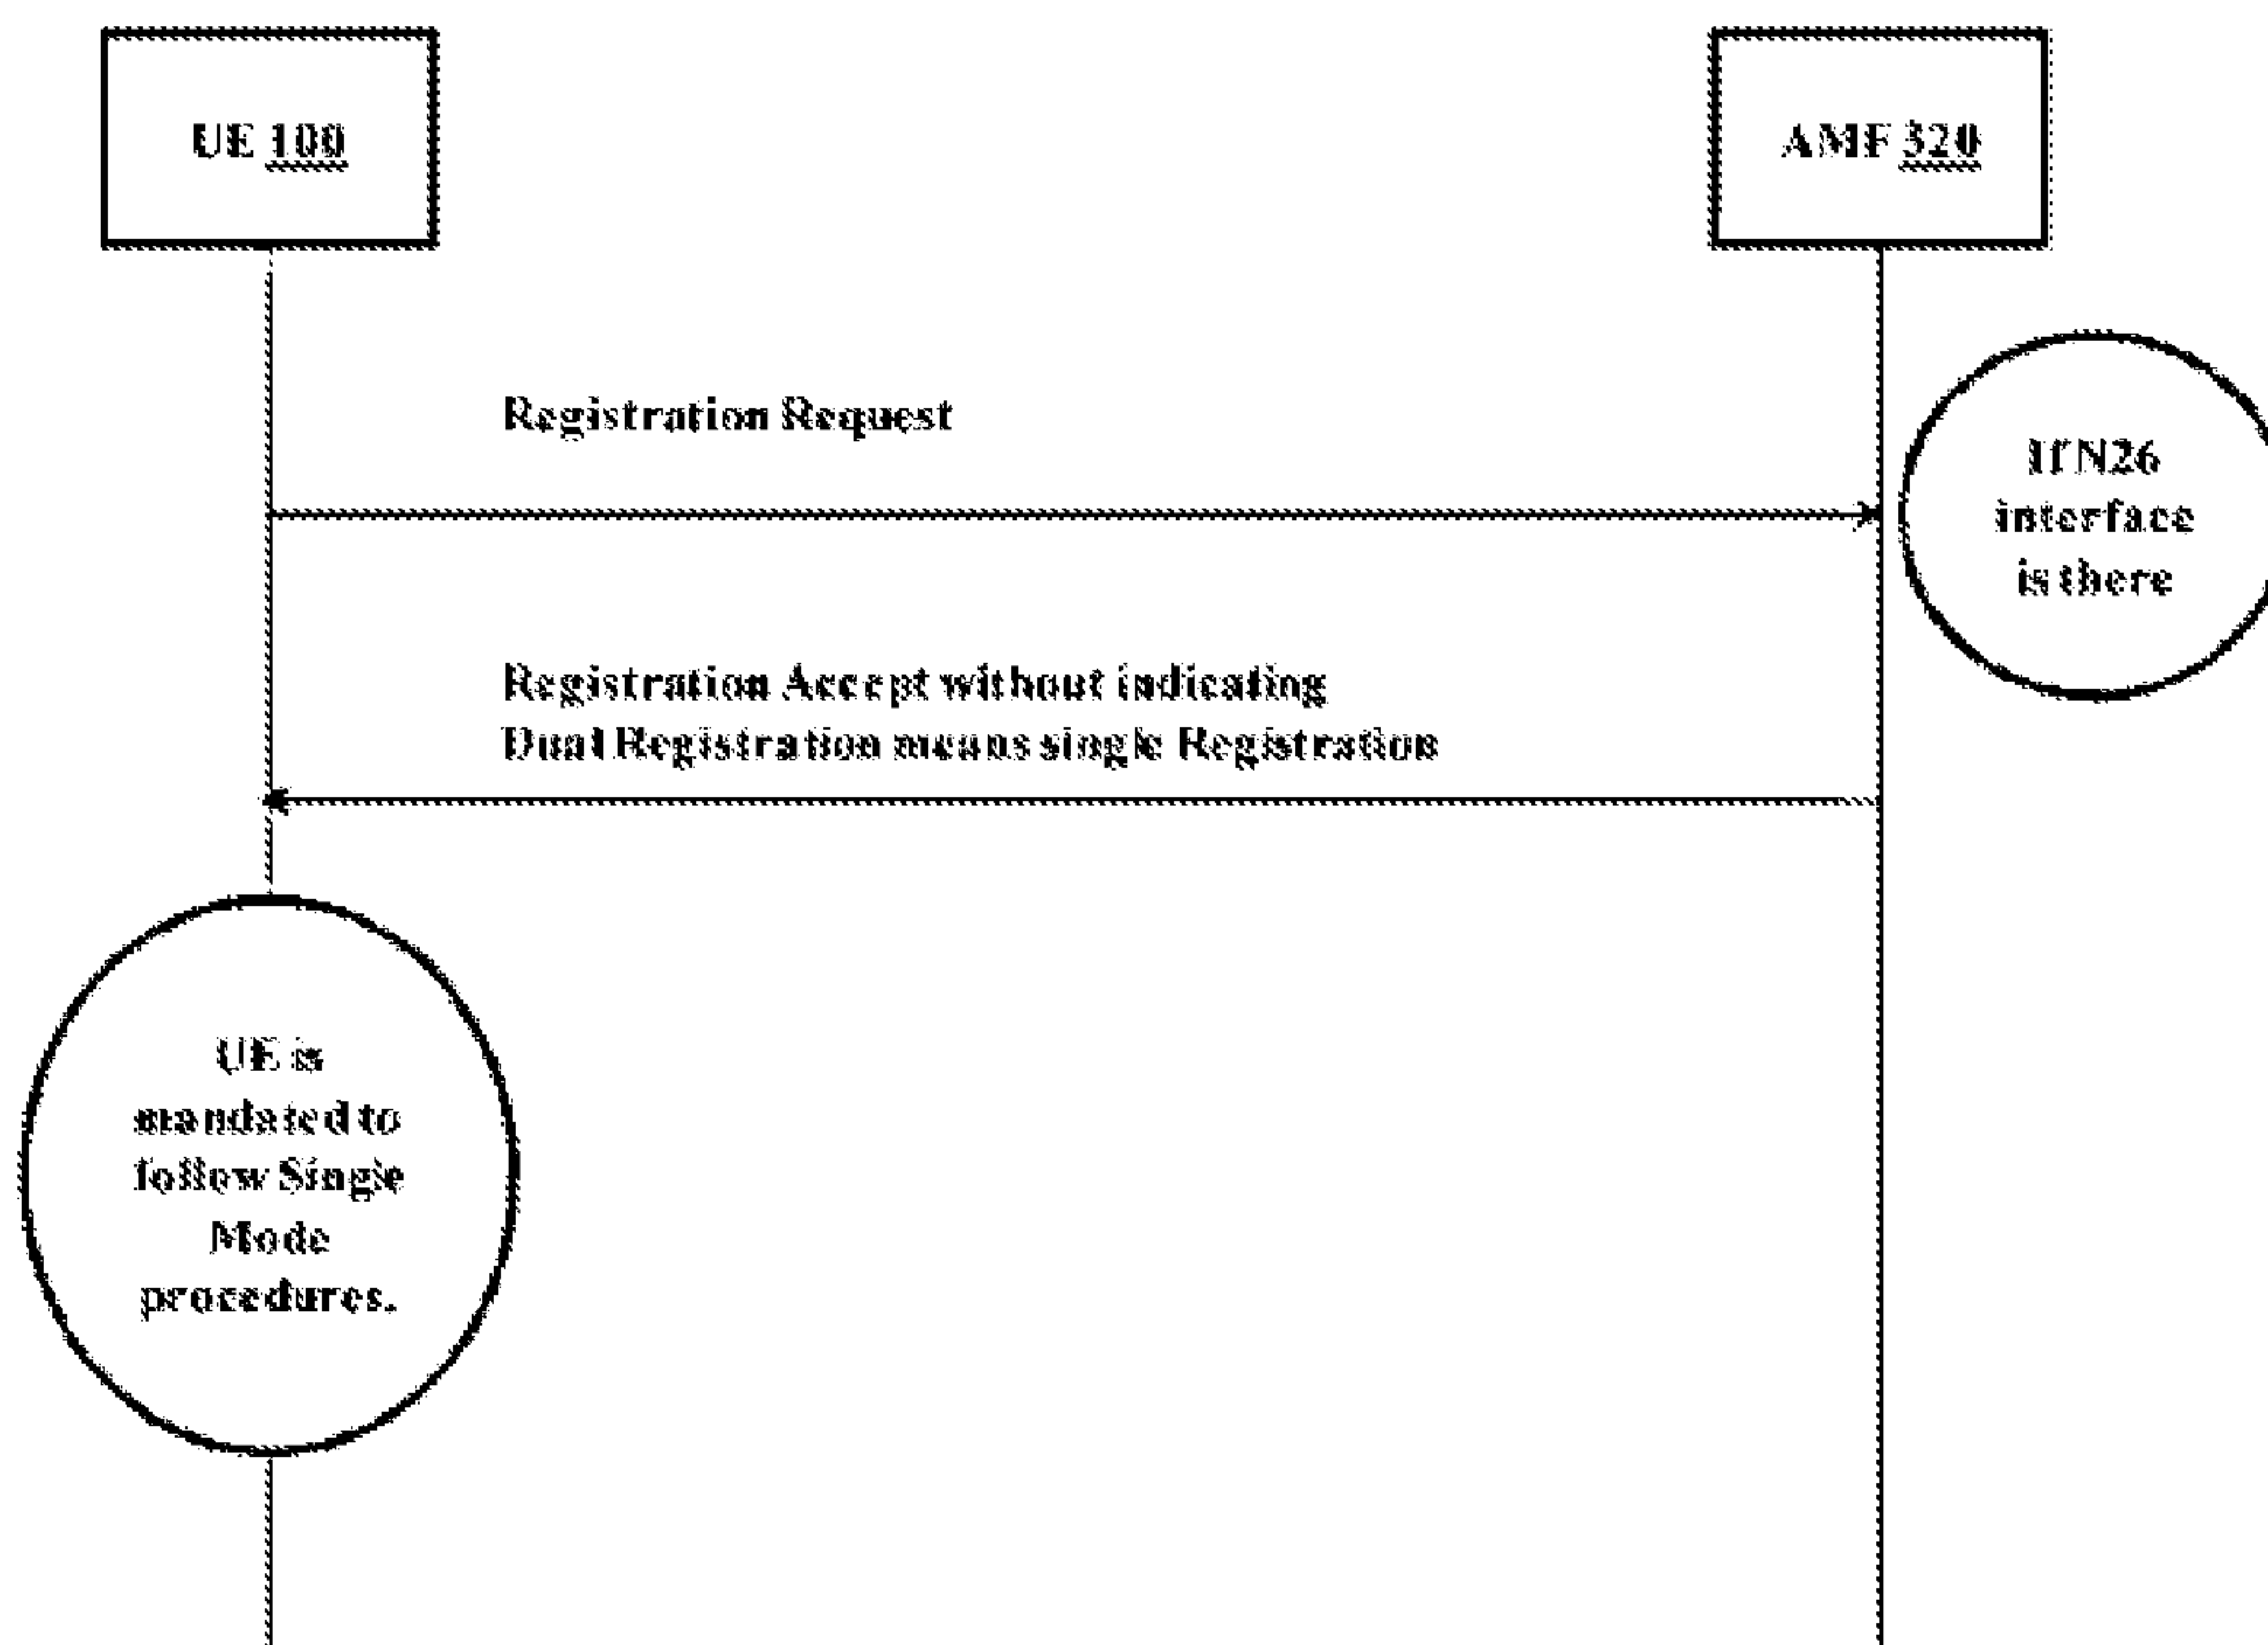 UE 100
AMF 320
Registration Request
If N26
interface
is there
Registration Accept without indicating
Dual Registration means single Registration
UE is
mandated to
follow Single
Mode
procedures.